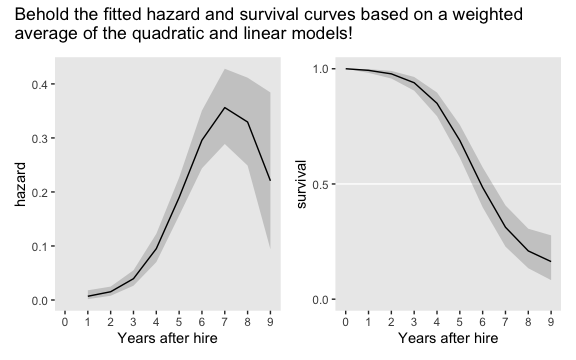 Behold the fitted hazard and survival curves based on a weighted
average of the quadratic and linear models!
hazard
0.4
0.3
0.2
0.1
0.0
0 1 2 3 4 5 6 7 8 9
Years after hire
survival
1.0
0.5
0.0
0 1 2 3 4 5 6 7 8 9
Years after hire